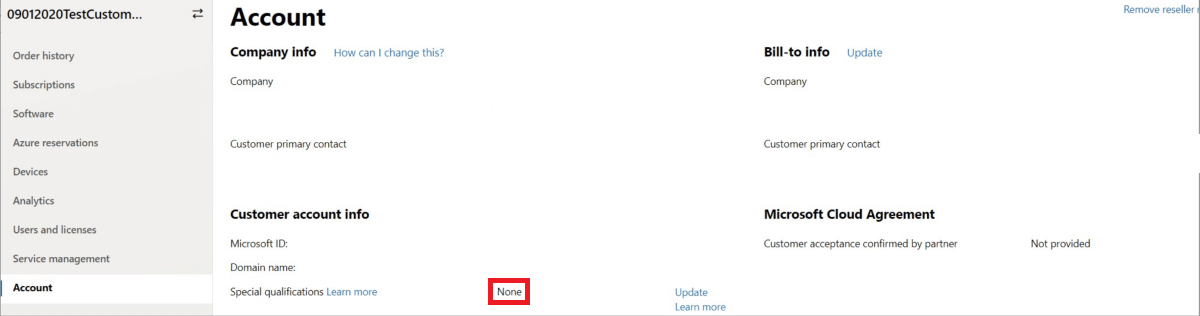 09012020TestCustom...
Order history
Subscriptions
Software
Azure reservations
Devices
Analytics
Users and licenses
Service management
Account
Account
Remove reseller
Company info How can I change this?
Bill-to info Update
Company
Company
Customer primary contact
Customer primary contact
Customer account info
Microsoft Cloud Agreement
Microsoft ID:
Customer acceptance confirmed by partner Not provided
Domain name:
Special qualifications Learn more None Update
Learn more